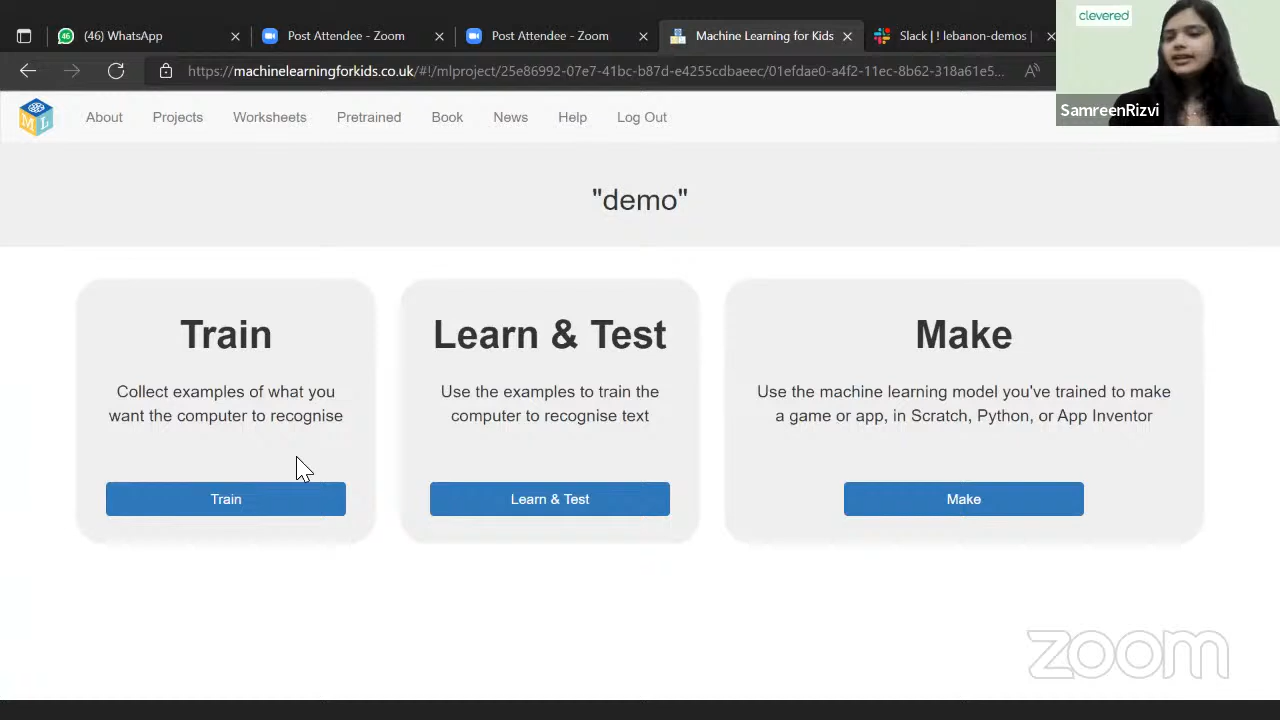 (46) WhatsApp
Post Attendee - Zoom
Post Attendee - Zoom
Machine Learning for Kids
Slack | ! lebanon-demos |
https://machinelearningforkids.co.uk/#!/mlproject/25e86992-07e7-41bc-b87d-e4255cdbaeec/01efdae0-a4f2-11ec-8b62-318a61e5...
clevered
SamreenRizvi
ML
About
Projects
Worksheets
Pretrained
Book
News
Help
Log Out
"demo"
Train
Collect examples of what you
want the computer to recognise
Train
Learn & Test
Use the examples to train the
computer to recognise text
Learn & Test
Make
Use the machine learning model you've trained to make
a game or app, in Scratch, Python, or App Inventor
Make
zoom